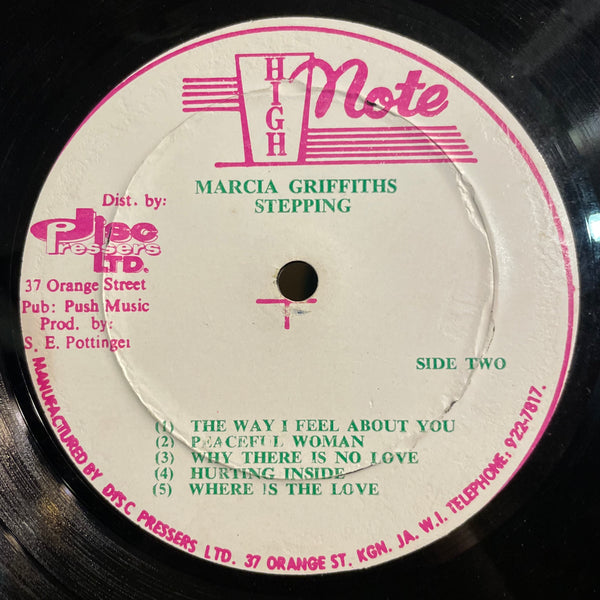 HIGH Note
MARCIA GRIFFITHS
STEPPING
Dist. by:
Disc
Pressers
LTD.
37 Orange Street
Pub: Push Music
Prod. by:
S. E. Pottinger
SIDE TWO
(1) THE WAY I FEEL ABOUT YOU
(2) PEACEFUL WOMAN
(3) WHY THERE IS NO LOVE
(4) HURTING INSIDE
(5) WHERE IS THE LOVE
MANUFACTURED BY DISC PRESSERS LTD. 37 ORANGE ST. KGN. JA. W.I. TELEPHONE: 922-7817.